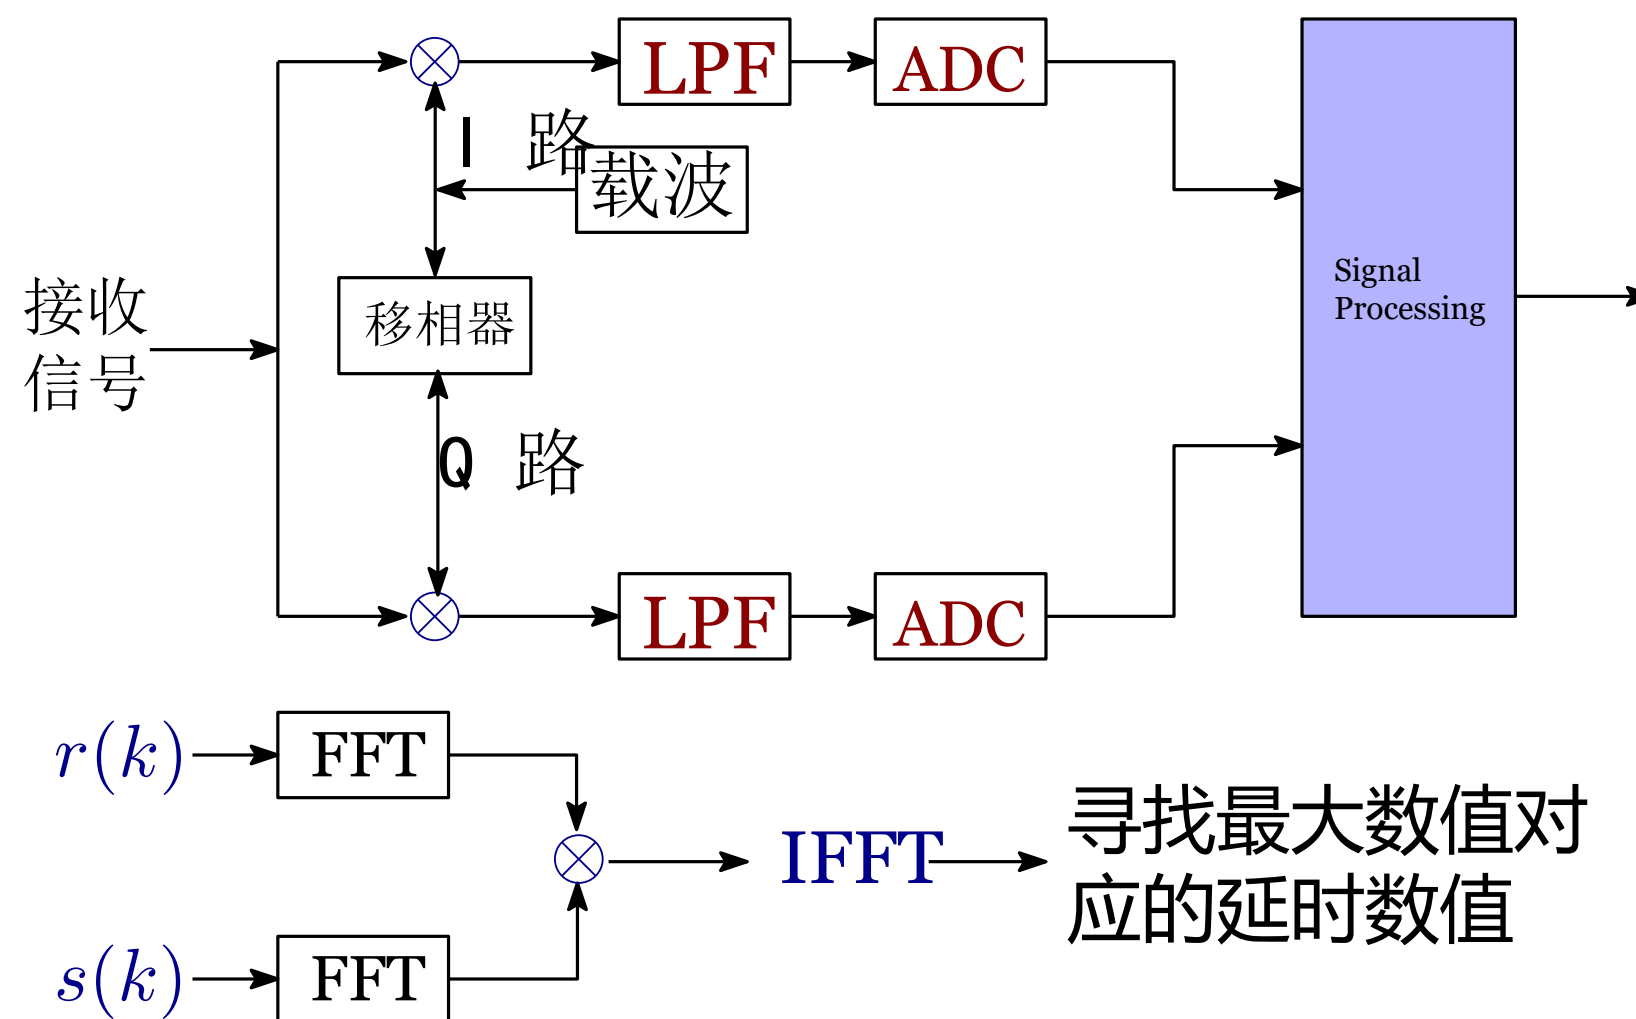 LPF
ADC
I 路
载波
Signal
Processing
接收
信号
移相器
Q 路
LPF
ADC
r(k)
FFT
IFFT
寻找最大数值对
应的延时数值
s(k)
FFT